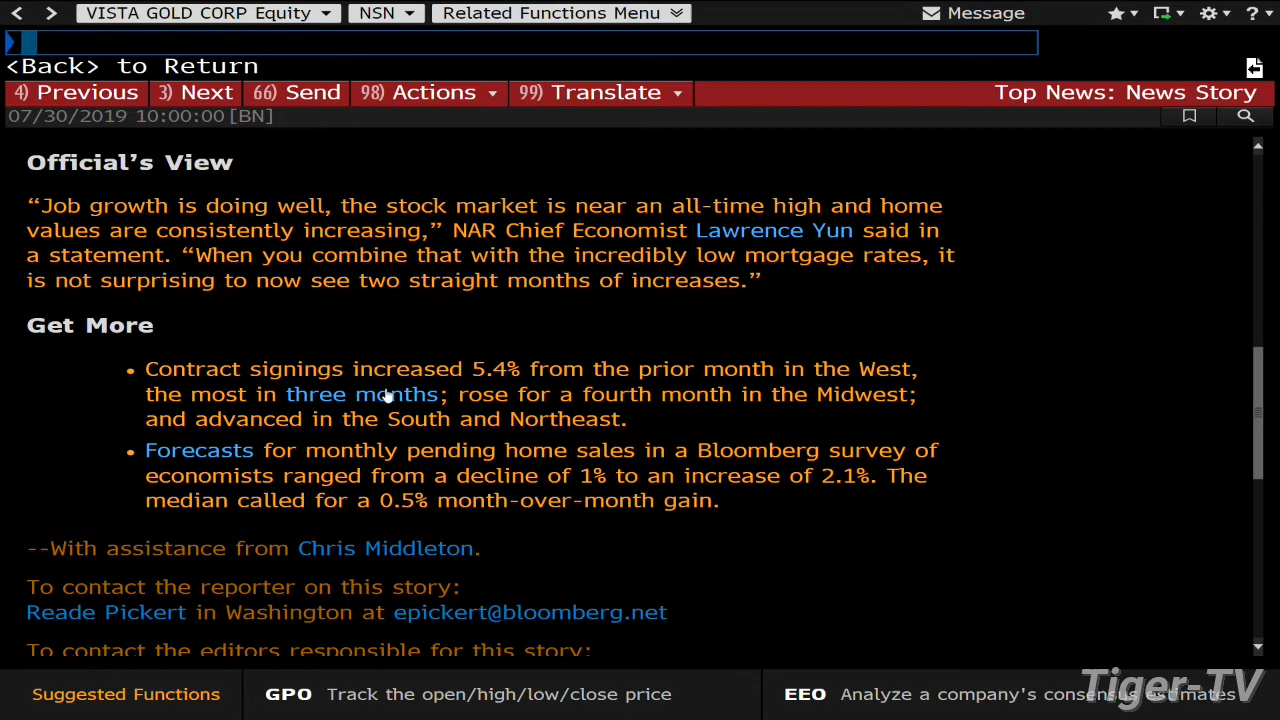 VISTA GOLD CORP Equity NSN Related Functions Menu Message ?
<Back> to Return
4) Previous 3) Next 66) Send 98) Actions 99) Translate Top News: News Story
07/30/2019 10:00:00 [BN]
Official’s View
“Job growth is doing well, the stock market is near an all-time high and home
values are consistently increasing,” NAR Chief Economist Lawrence Yun said in
a statement. “When you combine that with the incredibly low mortgage rates, it
is not surprising to now see two straight months of increases.”
Get More
• Contract signings increased 5.4% from the prior month in the West,
the most in three months; rose for a fourth month in the Midwest;
and advanced in the South and Northeast.
• Forecasts for monthly pending home sales in a Bloomberg survey of
economists ranged from a decline of 1% to an increase of 2.1%. The
median called for a 0.5% month-over-month gain.
--With assistance from Chris Middleton.
To contact the reporter on this story:
Reade Pickert in Washington at epickert@bloomberg.net
To contact the editors responsible for this story:
Suggested Functions GPO Track the open/high/low/close price EEO Analyze a company's consensus estimates
Tiger-TV